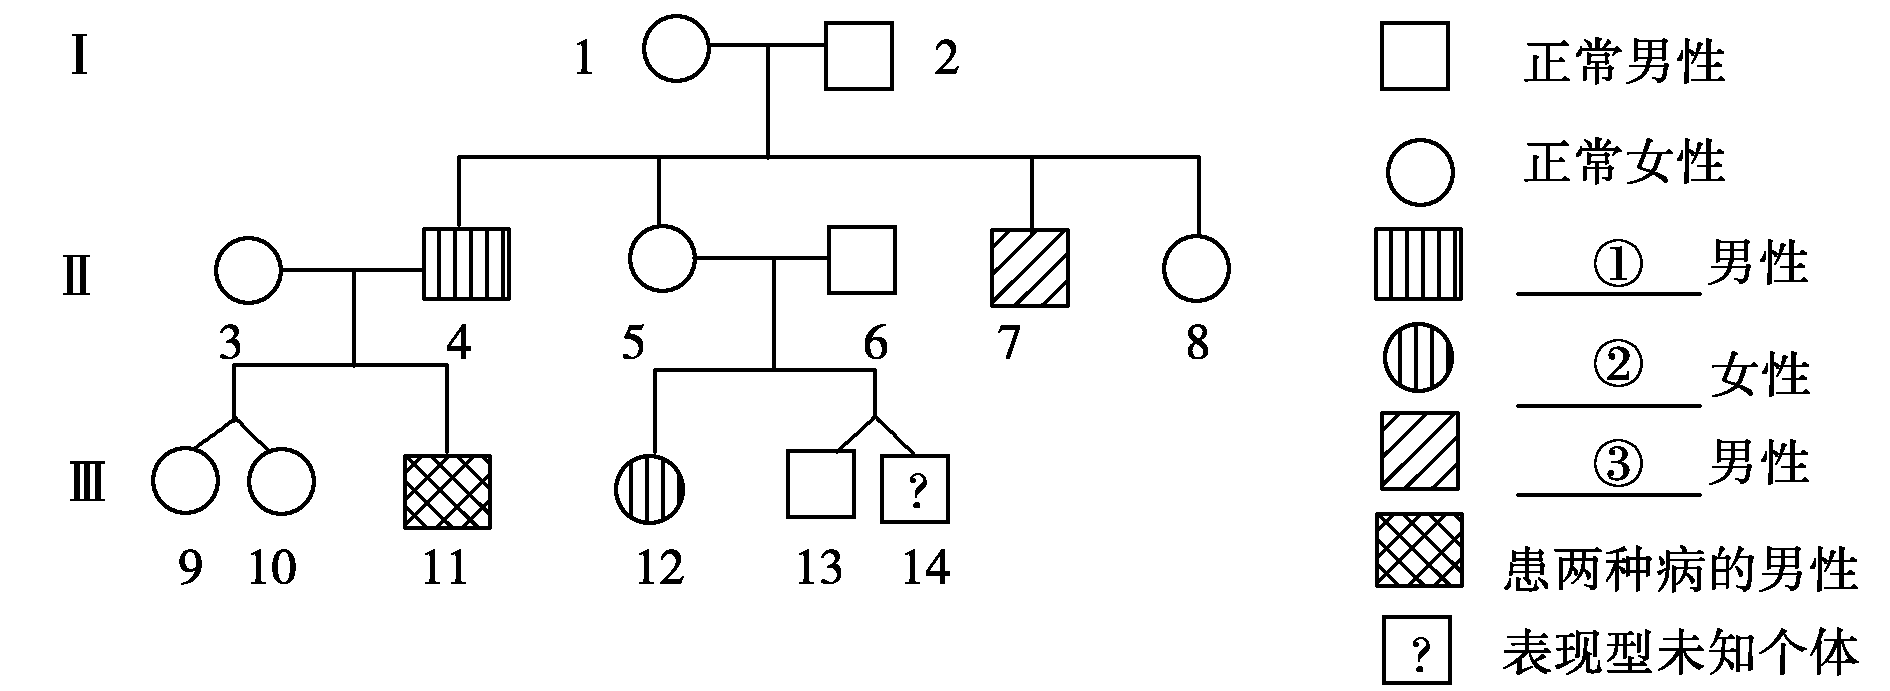 Ⅰ 1 2
Ⅱ 3 4 5 6 7 8
Ⅲ 9 10 11 12 13 ? 14
正常男性
正常女性
① 男性
② 女性
③ 男性
患两种病的男性
? 表现型未知个体